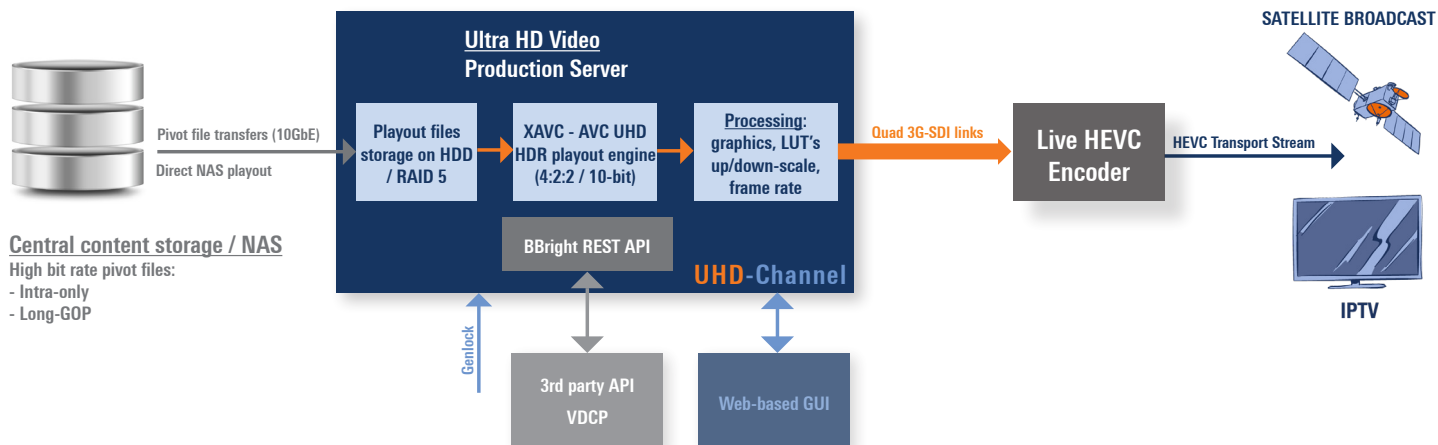 SATELLITE BROADCAST
Ultra HD Video
Production Server
Pivot file transfers (10GbE)
Direct NAS playout
Playout files
storage on HDD
/ RAID 5
XAVC - AVC UHD
HDR playout engine
(4:2:2 / 10-bit)
Processing:
graphics, LUT's
up/down-scale,
frame rate
Quad 3G-SDI links
Live HEVC
Encoder
HEVC Transport Stream
Central content storage / NAS
High bit rate pivot files:
- Intra-only
- Long-GOP
BBright REST API
UHD-Channel
IPTV
Genlock
3rd party API
VDCP
Web-based GUI